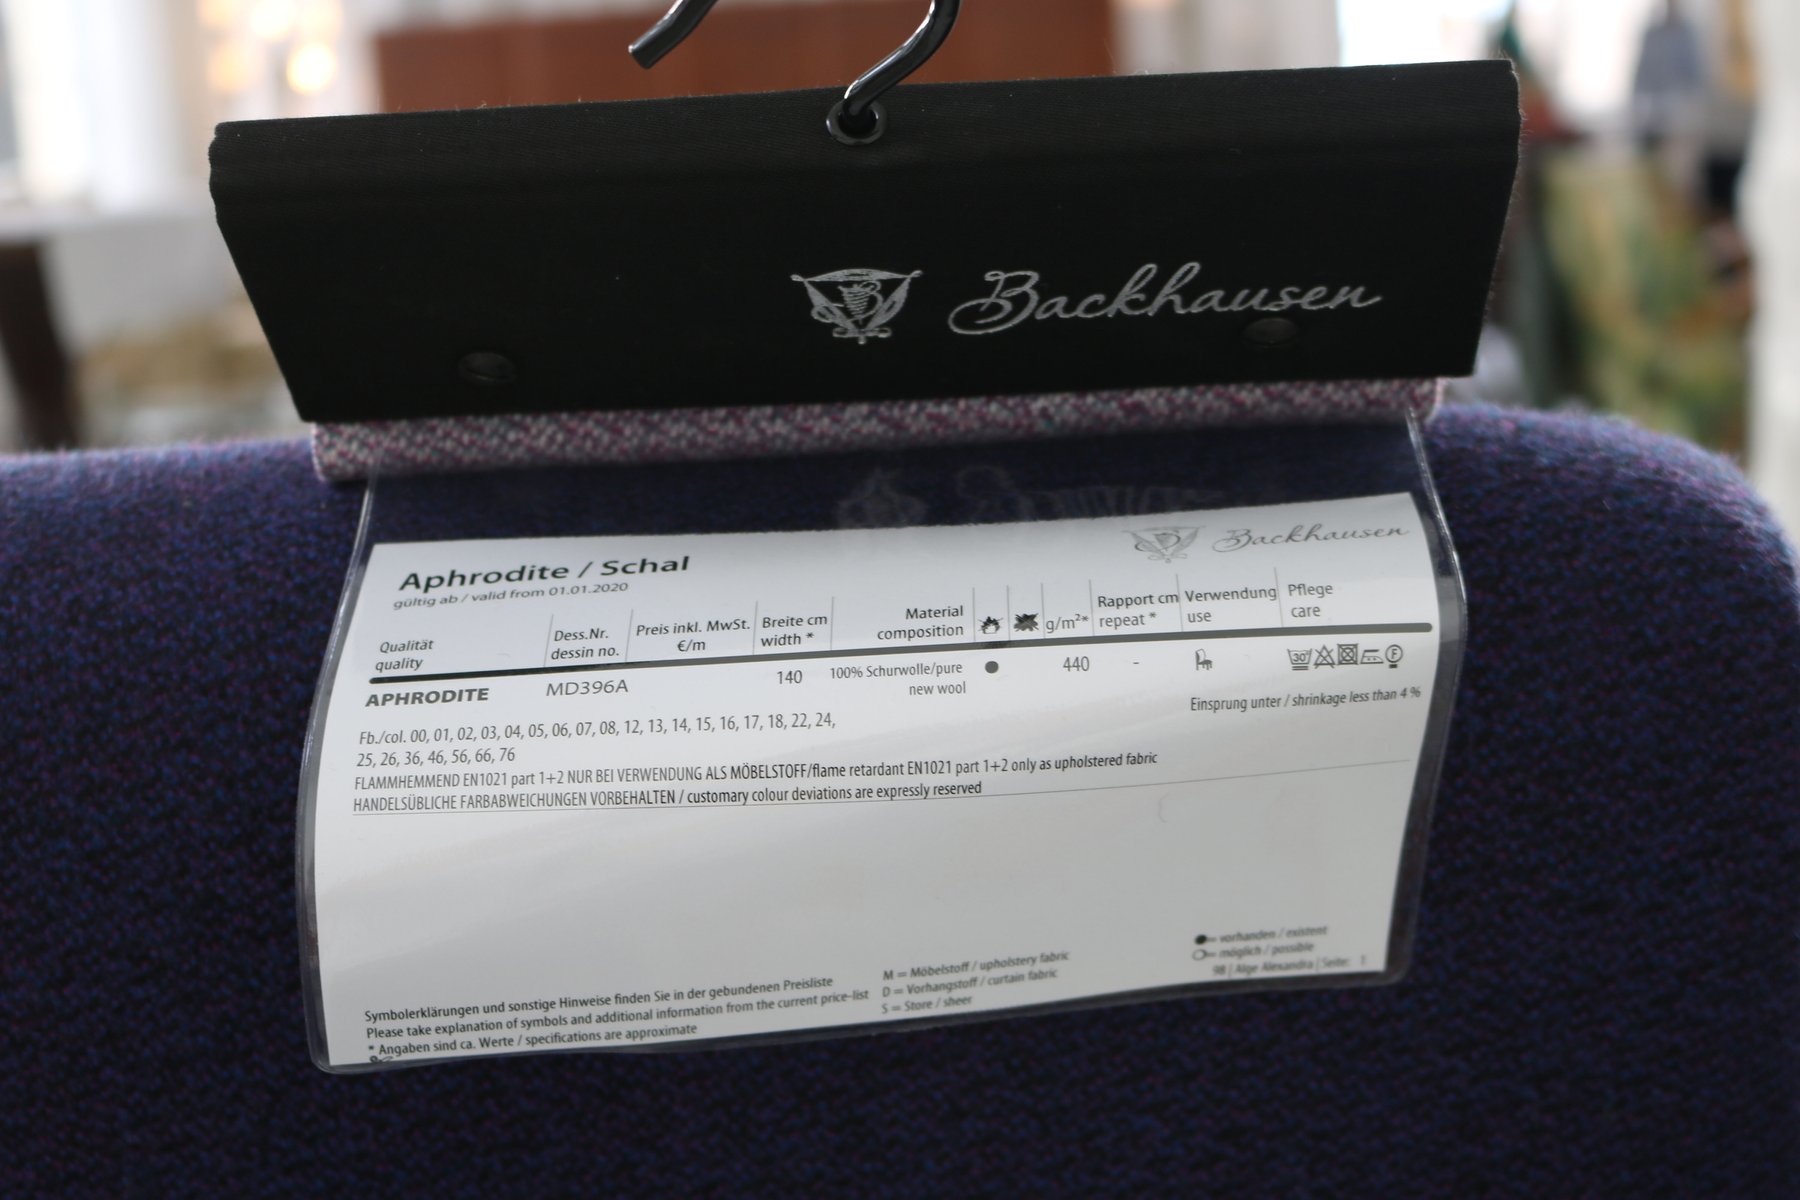 Backhausen
Backhausen
Aphrodite / Schal
gültig ab / valid from 01.01.2020
Qualität
quality
Dess.Nr.
dessin no.
Preis inkl. MwSt.
€/m
Breite cm
width *
Material
composition
g/m²*
Rapport cm
repeat *
Verwendung
use
Pflege
care
APHRODITE MD396A 140 100% Schurwolle/pure
new wool
● 440 - 30° F
Einsprung unter / shrinkage less than 4 %
Fb./col. 00, 01, 02, 03, 04, 05, 06, 07, 08, 12, 13, 14, 15, 16, 17, 18, 22, 24,
25, 26, 36, 46, 56, 66, 76
FLAMMHEMMEND EN1021 part 1+2 NUR BEI VERWENDUNG ALS MÖBELSTOFF/flame retardant EN1021 part 1+2 only as upholstered fabric
HANDELSÜBLICHE FARBABWEICHUNGEN VORBEHALTEN / customary colour deviations are expressly reserved
Symbolerklärungen und sonstige Hinweise finden Sie in der gebundenen Preisliste
Please take explanation of symbols and additional information from the current price-list
* Angaben sind ca. Werte / specifications are approximate
M = Möbelstoff / upholstery fabric
D = Vorhangstoff / curtain fabric
S = Store / sheer
●= vorhanden / existent
○= möglich / possible
98 | Alge Alexandra | Seite: 1